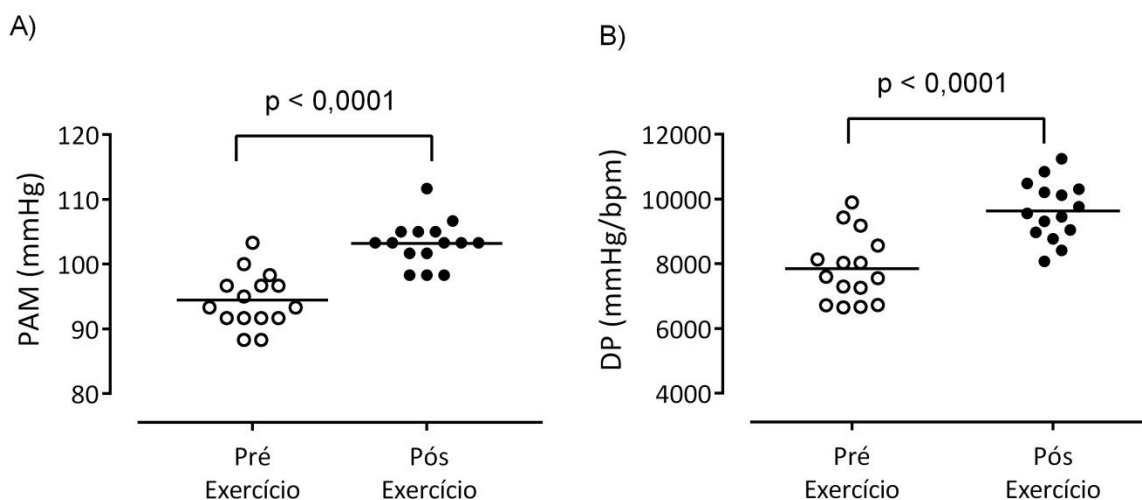 A)
p < 0,0001
PAM (mmHg)
120
110
100
90
80
Pré
Exercício
Pós
Exercício
B)
p < 0,0001
DP (mmHg/bpm)
12000
10000
8000
6000
4000
Pré
Exercício
Pós
Exercício